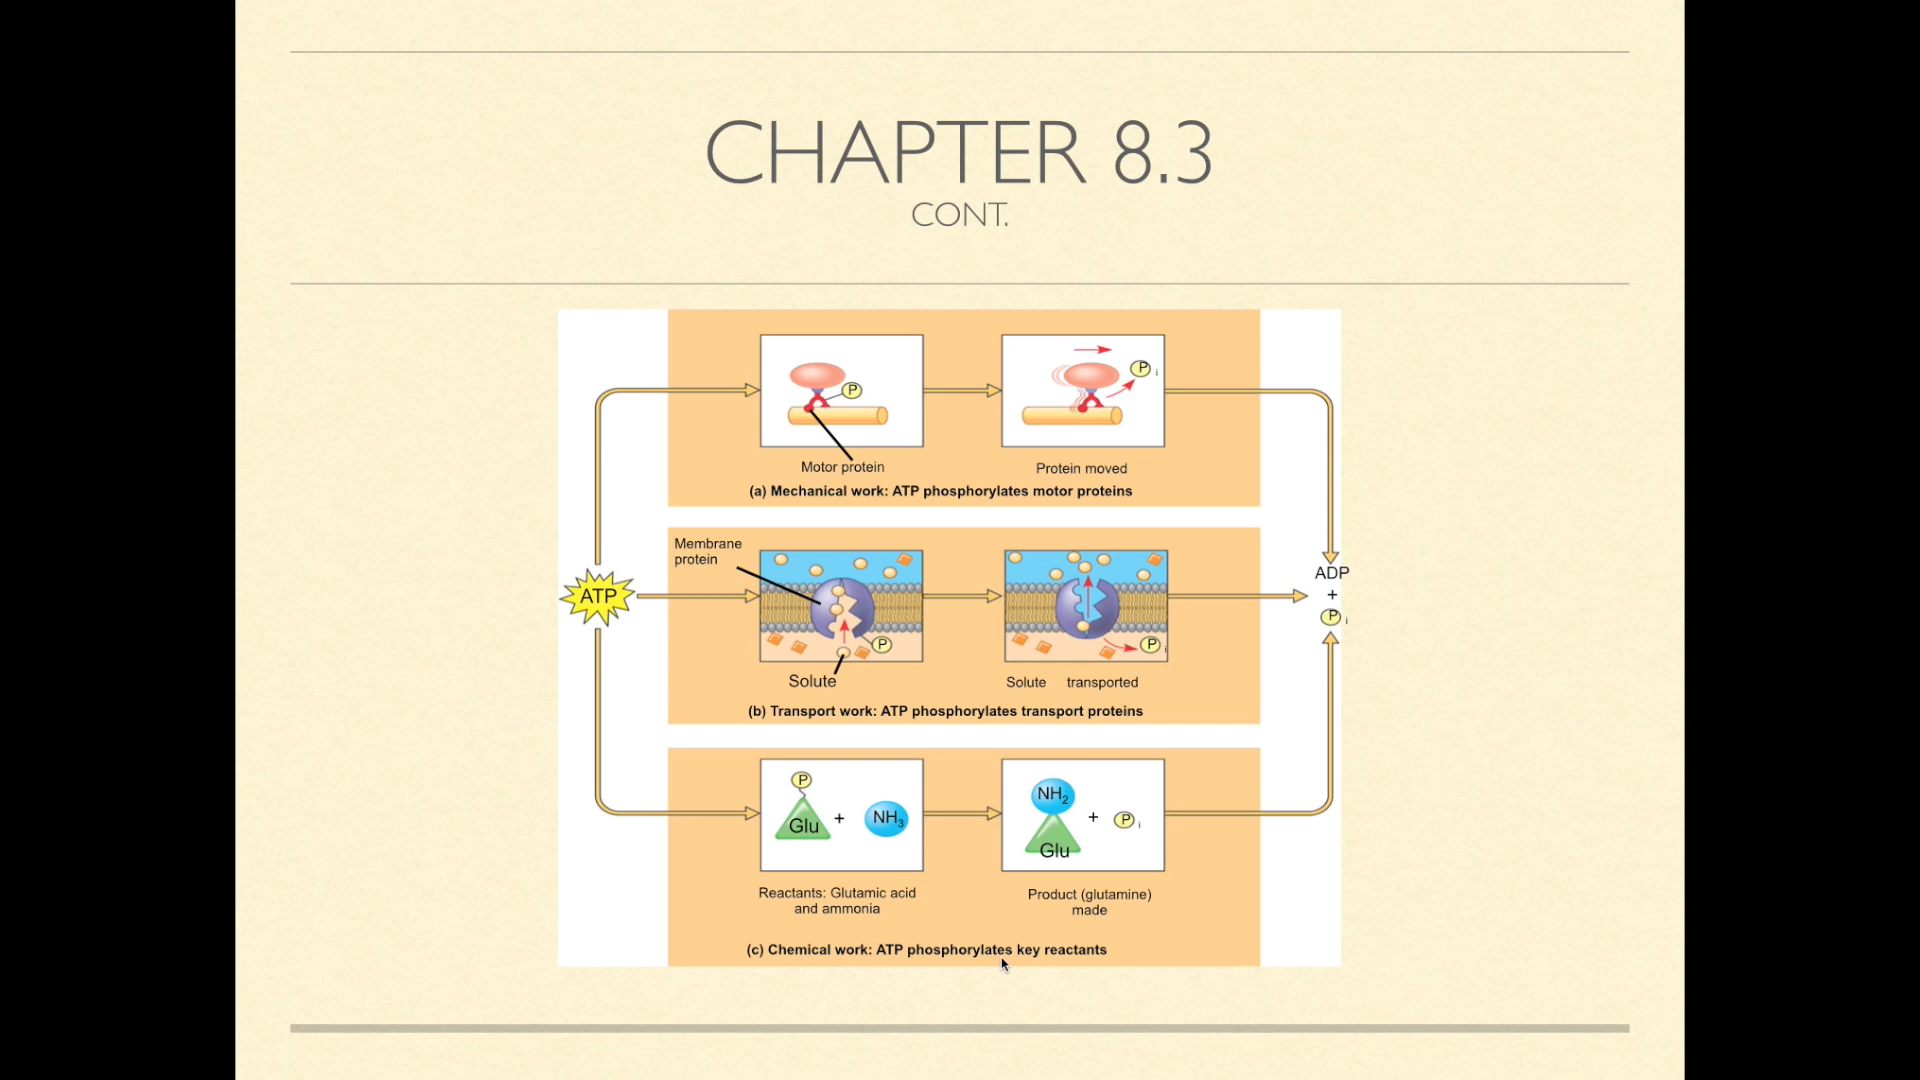 CHAPTER 8.3
CONT.
P
P i
Motor protein
Protein moved
(a) Mechanical work: ATP phosphorylates motor proteins
Membrane
protein
ATP
P
P i
ADP
+
P i
Solute
Solute transported
(b) Transport work: ATP phosphorylates transport proteins
P
Glu + NH3
NH2
Glu + P i
Reactants: Glutamic acid
and ammonia
Product (glutamine)
made
(c) Chemical work: ATP phosphorylates key reactants